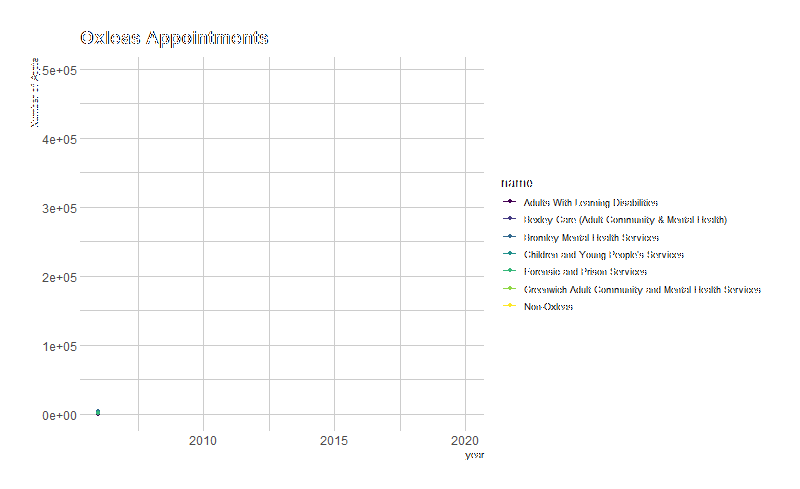 Oxleas Appointments
Number of Appts
5e+05
4e+05
3e+05
2e+05
1e+05
0e+00
2010
2015
2020
year
name
Adults With Learning Disabilities
Bexley Care (Adult Community & Mental Health)
Bromley Mental Health Services
Children and Young People's Services
Forensic and Prison Services
Greenwich Adult Community and Mental Health Services
Non-Oxleas